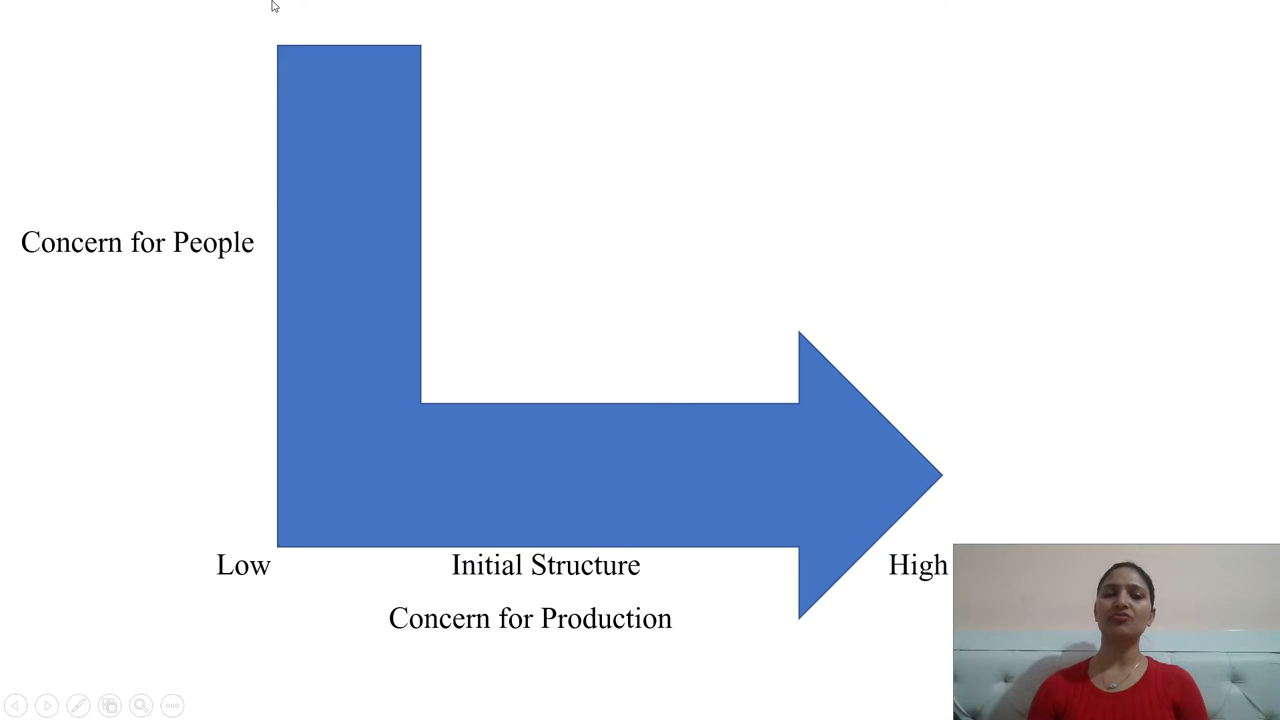 Concern for People
Low
Initial Structure
High
Concern for Production